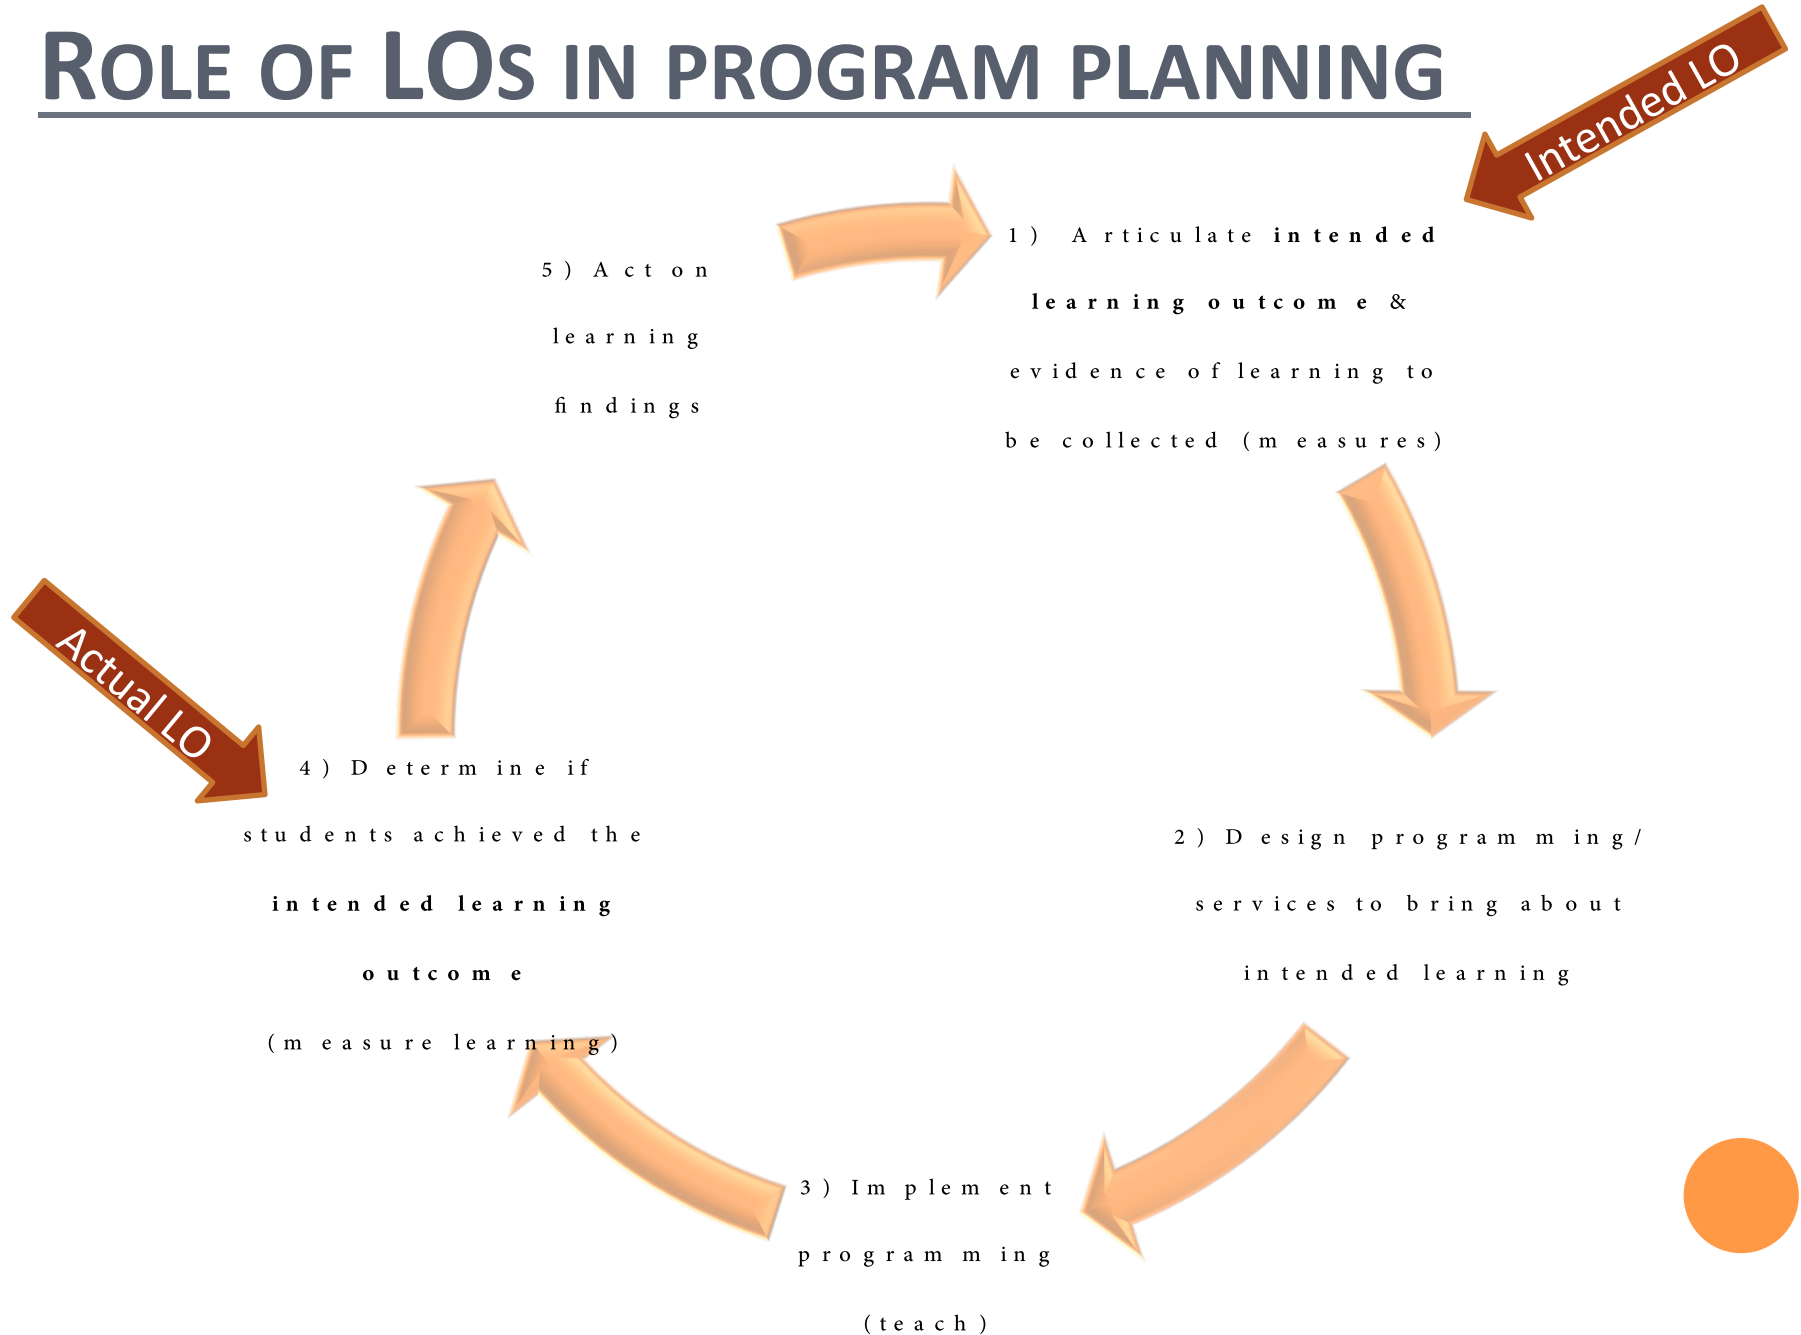 ROLE OF LOS IN PROGRAM PLANNING
Intended LO
1) Articulate intended
learning outcome &
evidence of learning to
be collected (measures)
2) Design programming/
services to bring about
intended learning
3) Implement
programming
(teach)
Actual LO
4) Determine if
students achieved the
intended learning
outcome
(measure learning)
5) Act on
learning
findings